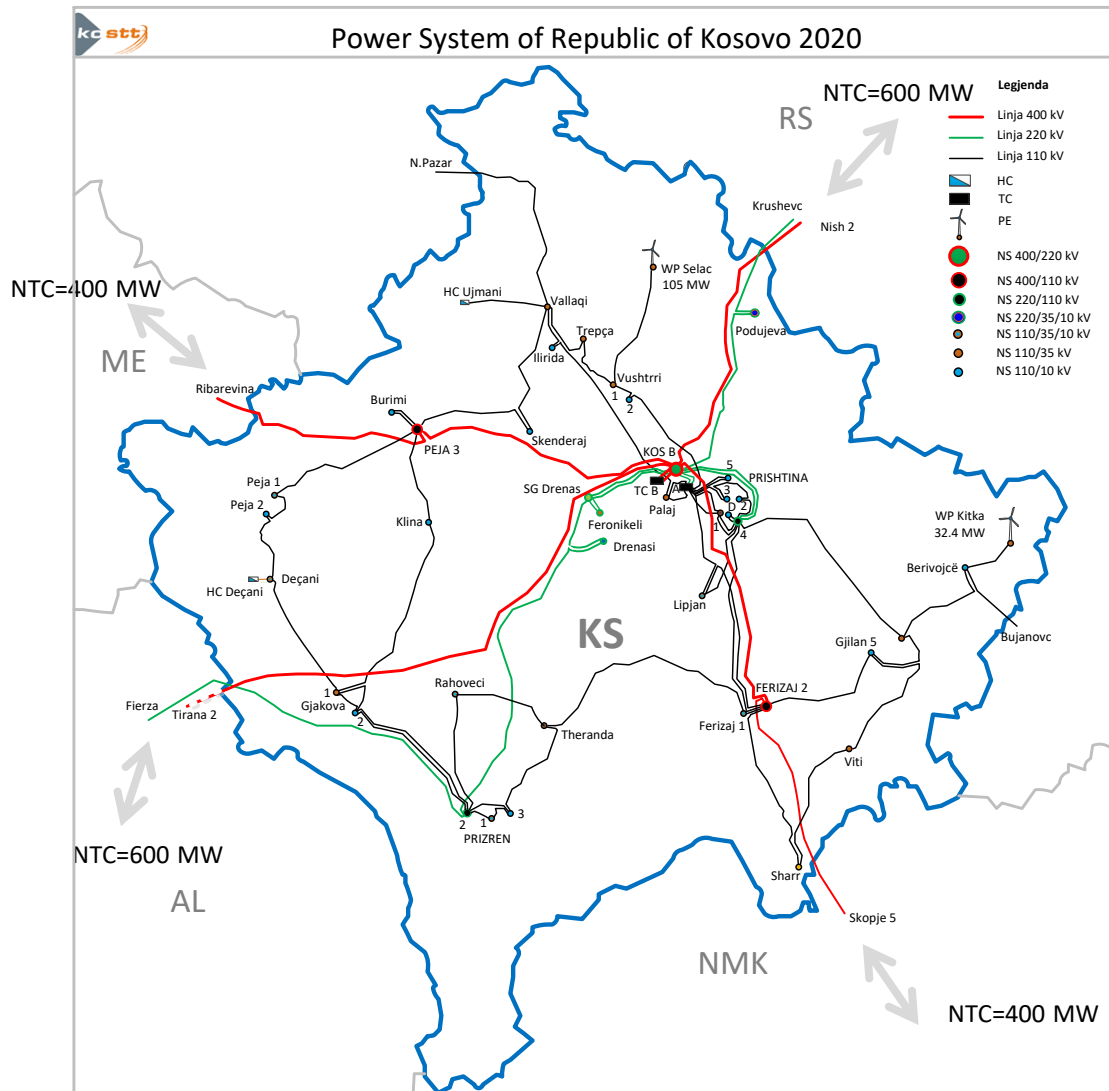 kc stt
Power System of Republic of Kosovo 2020
Legjenda
Linja 400 kV
Linja 220 kV
Linja 110 kV
HC
TC
PE
NS 400/220 kV
NS 400/110 kV
NS 220/110 kV
NS 220/35/10 kV
NS 110/35/10 kV
NS 110/35 kV
NS 110/10 kV
NTC=600 MW
RS
N.Pazar
Krushevc
Nish 2
WP Selac
105 MW
NTC=400 MW
HC Ujmani
Vallaqi
Podujeva
Trepça
Ilirida
ME
Ribarevina
Vushtrri
1
2
Burimi
Skenderaj
PEJA 3
KOS B
5
PRISHTINA
TC B
A
3
2
D
1
4
Palaj
SG Drenas
Feronikeli
Drenasi
Peja 1
Peja 2
Klina
WP Kitka
32.4 MW
Berivojcë
HC Deçani
Deçani
Lipjan
KS
Bujanovc
Gjilan 5
Rahoveci
1
Gjakova
2
FERIZAJ 2
Ferizaj 1
Fierza
Tirana 2
Theranda
Viti
2
1
3
PRIZREN
NTC=600 MW
AL
Sharr
Skopje 5
NMK
NTC=400 MW